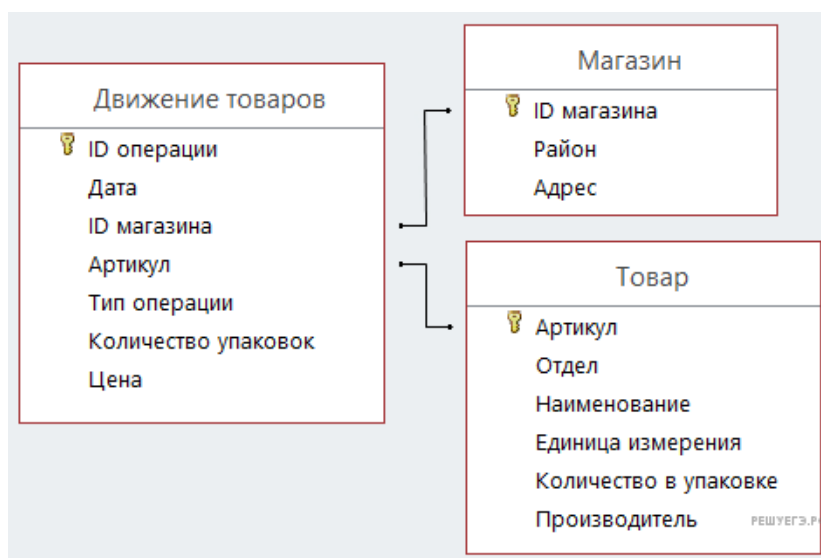 Движение товаров
ID операции
Дата
ID магазина
Артикул
Тип операции
Количество упаковок
Цена
Магазин
ID магазина
Район
Адрес
Товар
Артикул
Отдел
Наименование
Единица измерения
Количество в упаковке
Производитель
РЕШУЕГЭ.Р